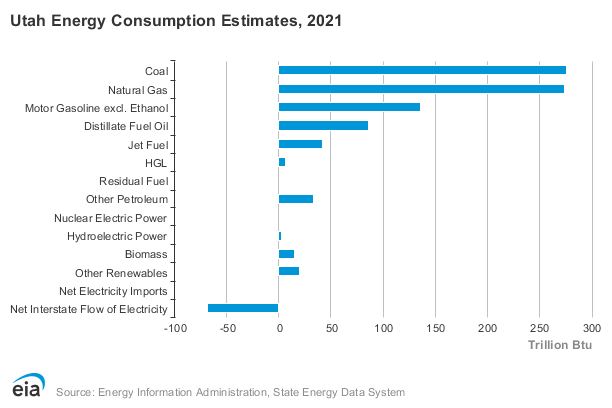 Utah Energy Consumption Estimates, 2021
Coal
Natural Gas
Motor Gasoline excl. Ethanol
Distillate Fuel Oil
Jet Fuel
HGL
Residual Fuel
Other Petroleum
Nuclear Electric Power
Hydroelectric Power
Biomass
Other Renewables
Net Electricity Imports
Net Interstate Flow of Electricity
-100 -50 0 50 100 150 200 250 300
Trillion Btu
eia Source: Energy Information Administration, State Energy Data System